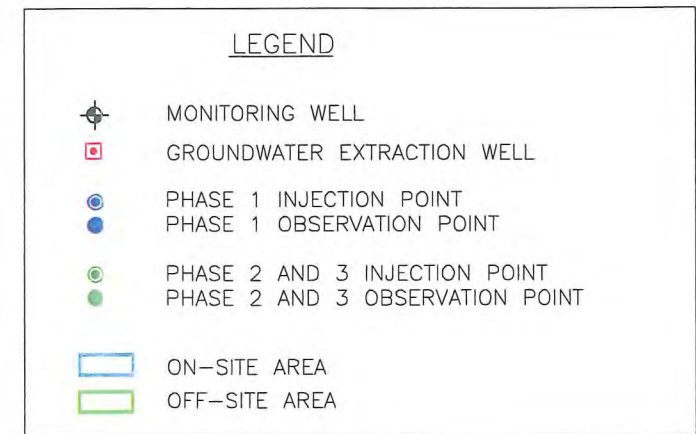 LEGEND
MONITORING WELL
GROUNDWATER EXTRACTION WELL
PHASE 1 INJECTION POINT
PHASE 1 OBSERVATION POINT
PHASE 2 AND 3 INJECTION POINT
PHASE 2 AND 3 OBSERVATION POINT
ON-SITE AREA
OFF-SITE AREA